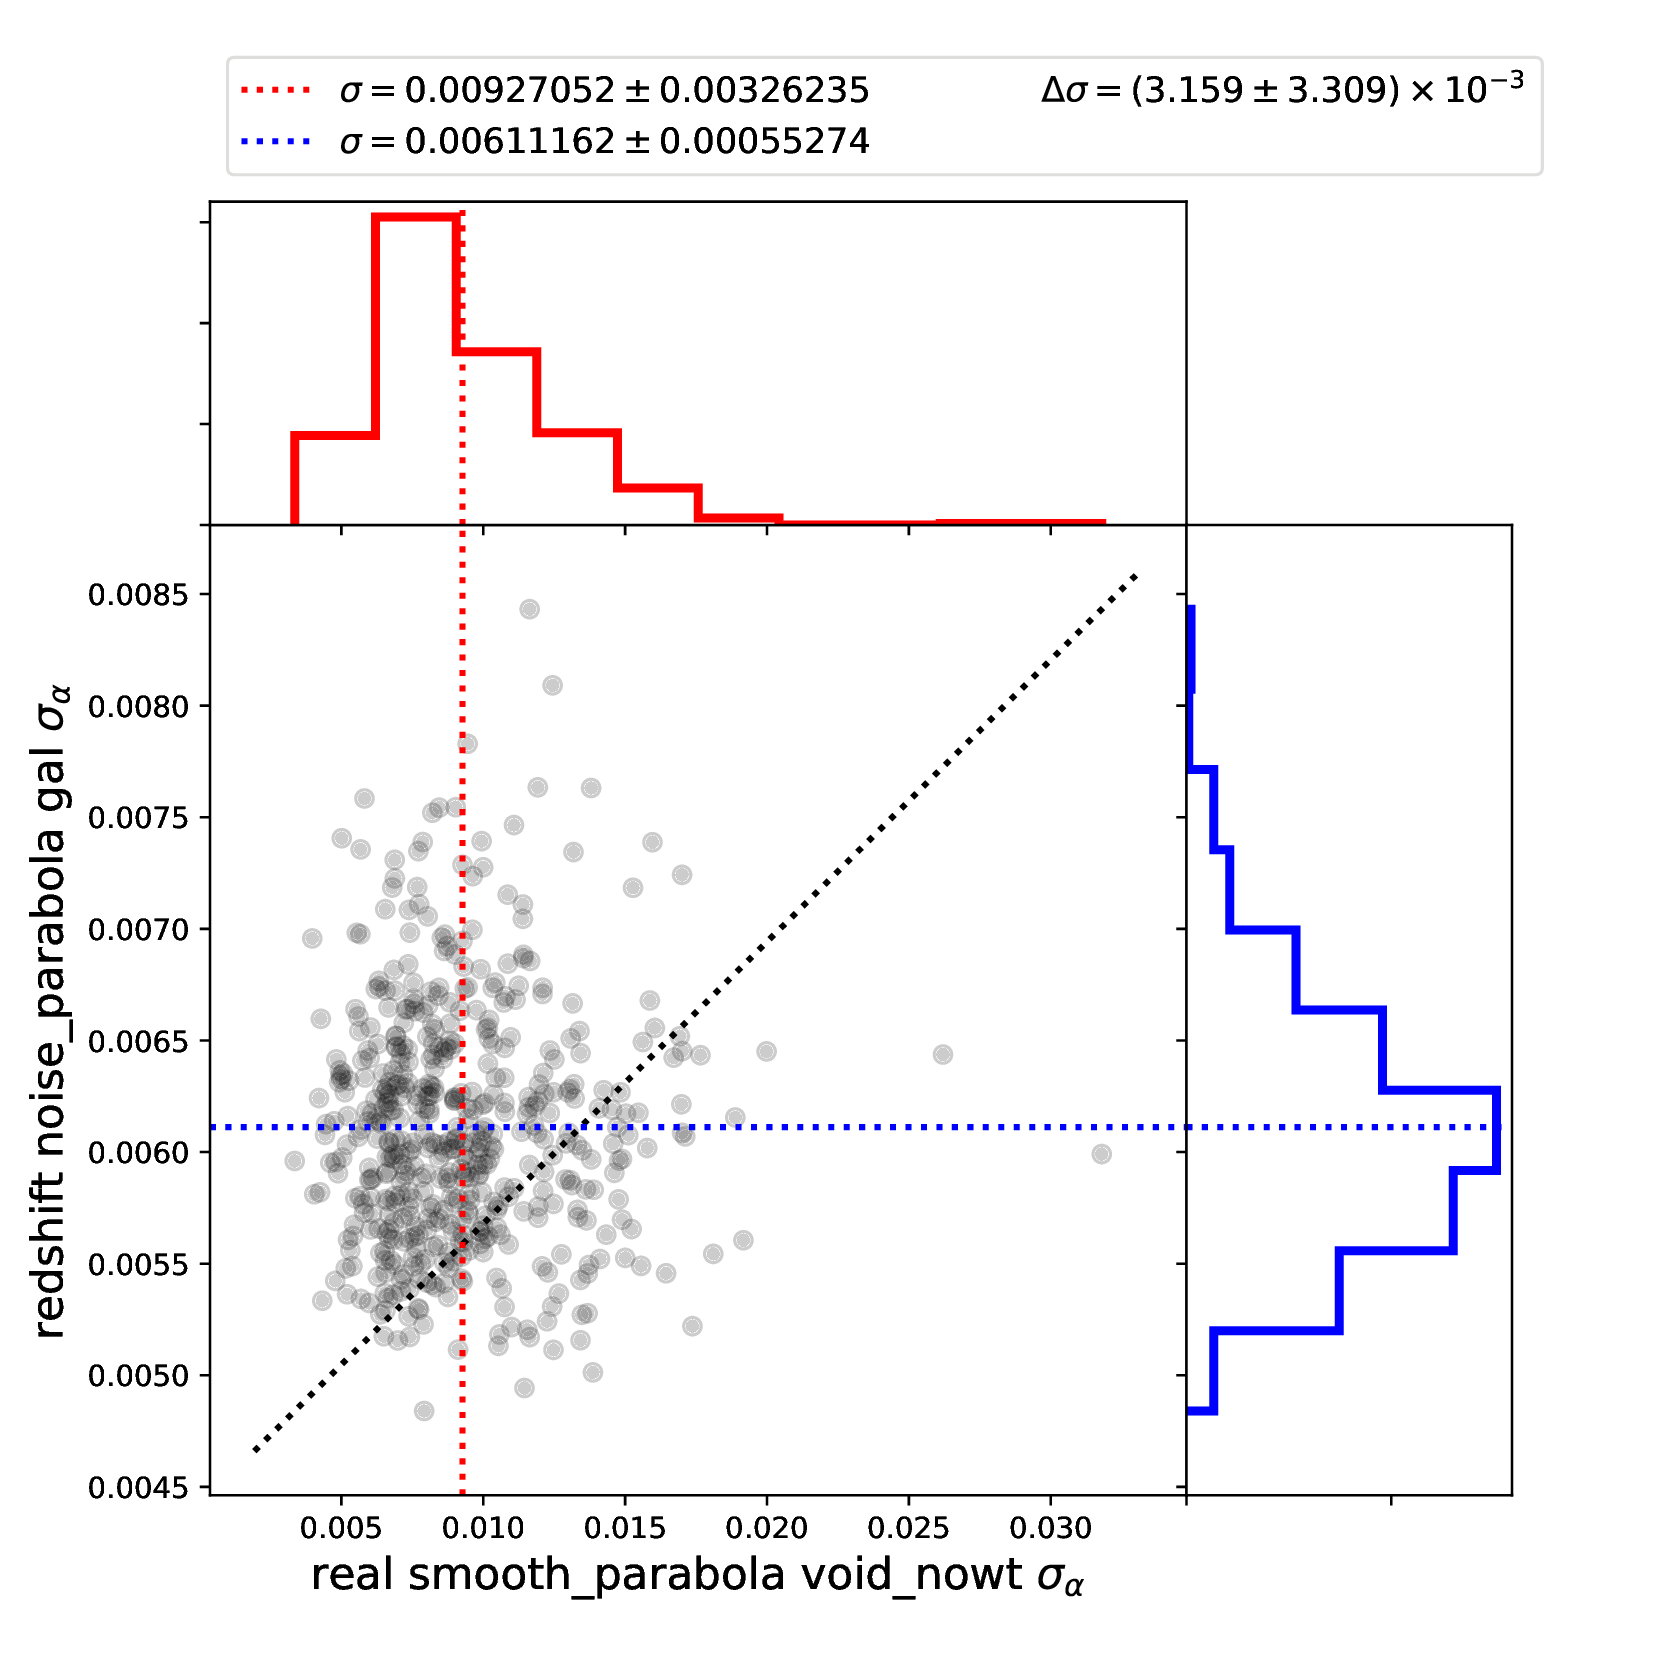 σ = 0.00927052 ± 0.00326235
Δσ = (3.159 ± 3.309) × 10⁻³
σ = 0.00611162 ± 0.00055274
0.0085
0.0080
0.0075
0.0070
0.0065
0.0060
0.0055
0.0050
0.0045
redshift noise_parabola gal σ_α
0.005 0.010 0.015 0.020 0.025 0.030
real smooth_parabola void_nowt σ_α